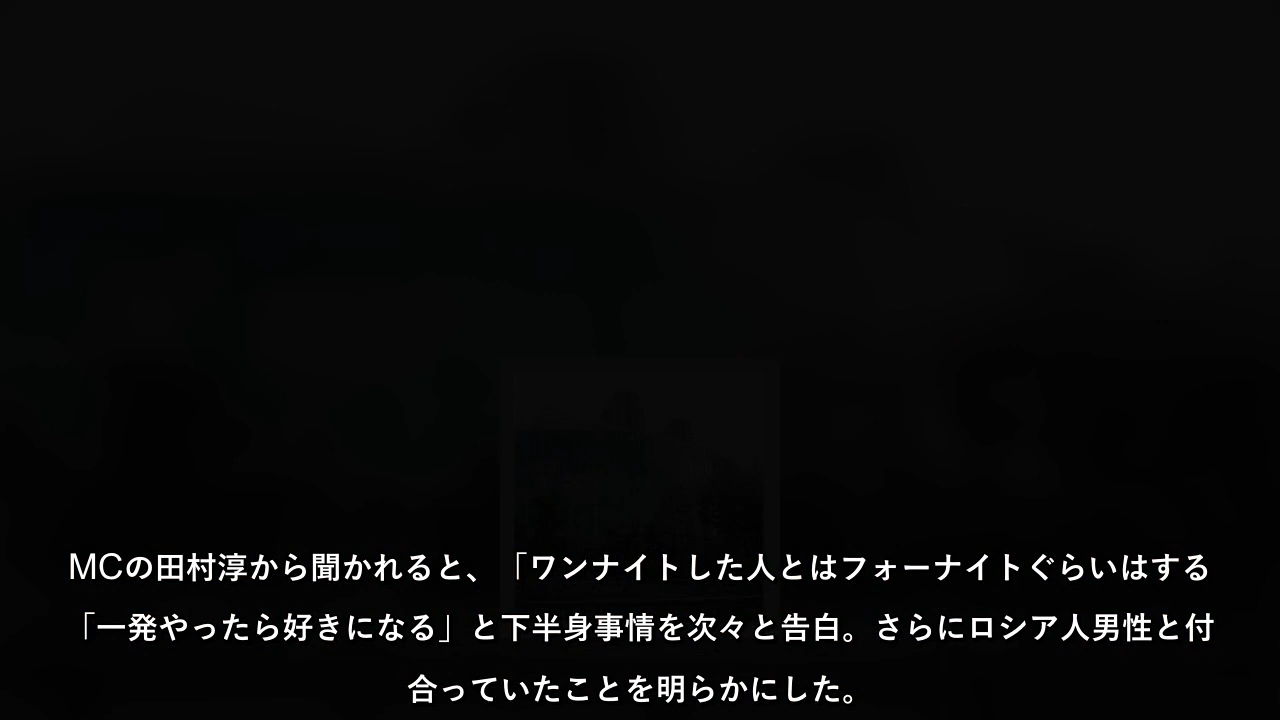 MCの田村淳から聞かれると、「ワンナイトした人とはフォーナイトぐらいはする
「一発やったら好きになる」と下半身事情を次々と告白。さらにロシア人男性と付
合っていたことを明らかにした。